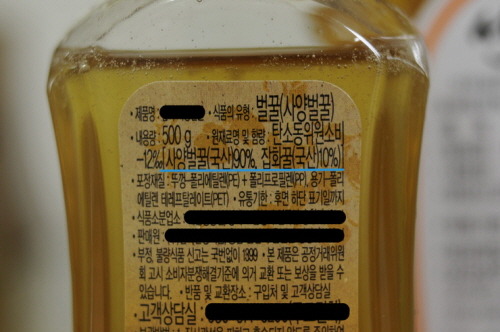 ·제품명: ·식품의 유형: 벌꿀(사양벌꿀)
·내용량: 500 g ·원재료명 및 함량: 탄소동위원소비
-12‰[사양벌꿀(국산)90%, 잡화꿀(국산)10%]
·포장재질: 뚜껑-폴리에틸렌(PE)+폴리프로필렌(PP), 용기-폴리
에틸렌 테레프탈레이트(PET) ·유통기한: 후면 하단 표기일까지
·식품소분업소
·판매원:
·부정, 불량식품 신고는 국번없이 1399 ·본 제품은 공정거래위원
회 고시 소비자분쟁해결기준에 의거 교환 또는 보상을 받을 수
있습니다. ·반품 및 교환장소: 구입처 및 고객상담실
·고객상담실: